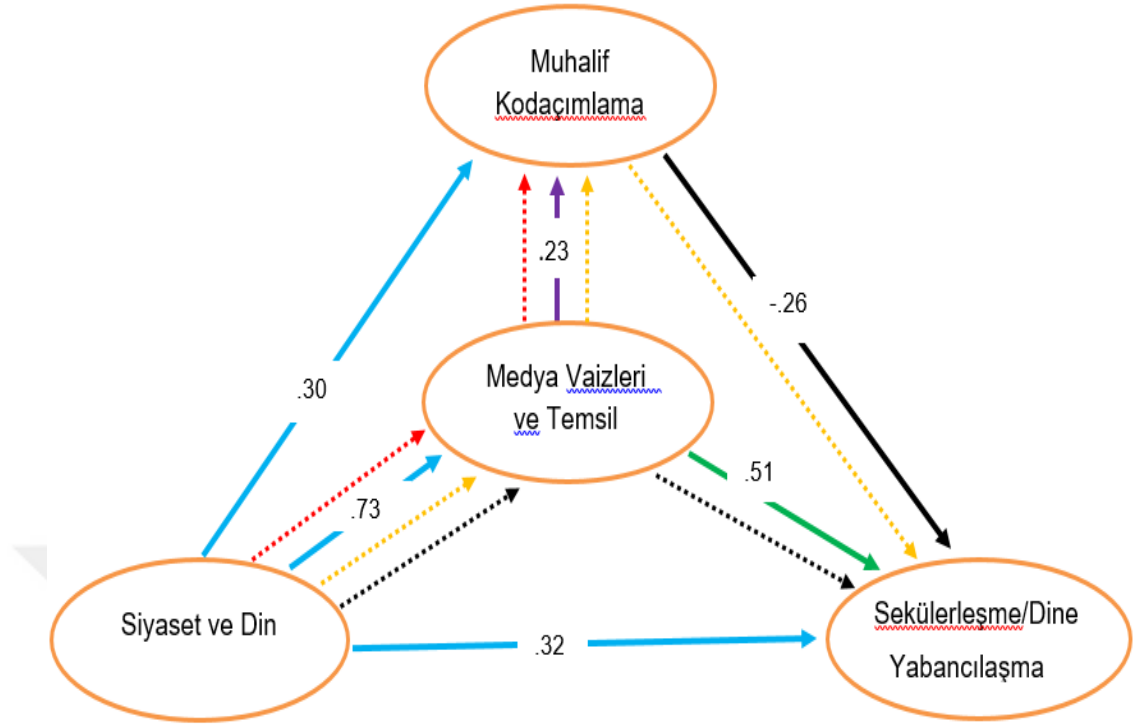 Muhalif
Kodaçımlama
.23
-.26
Medya Vaizleri
ve Temsil
.30
.51
.73
Siyaset ve Din
.32
Sekülerleşme/Dine
Yabancılaşma